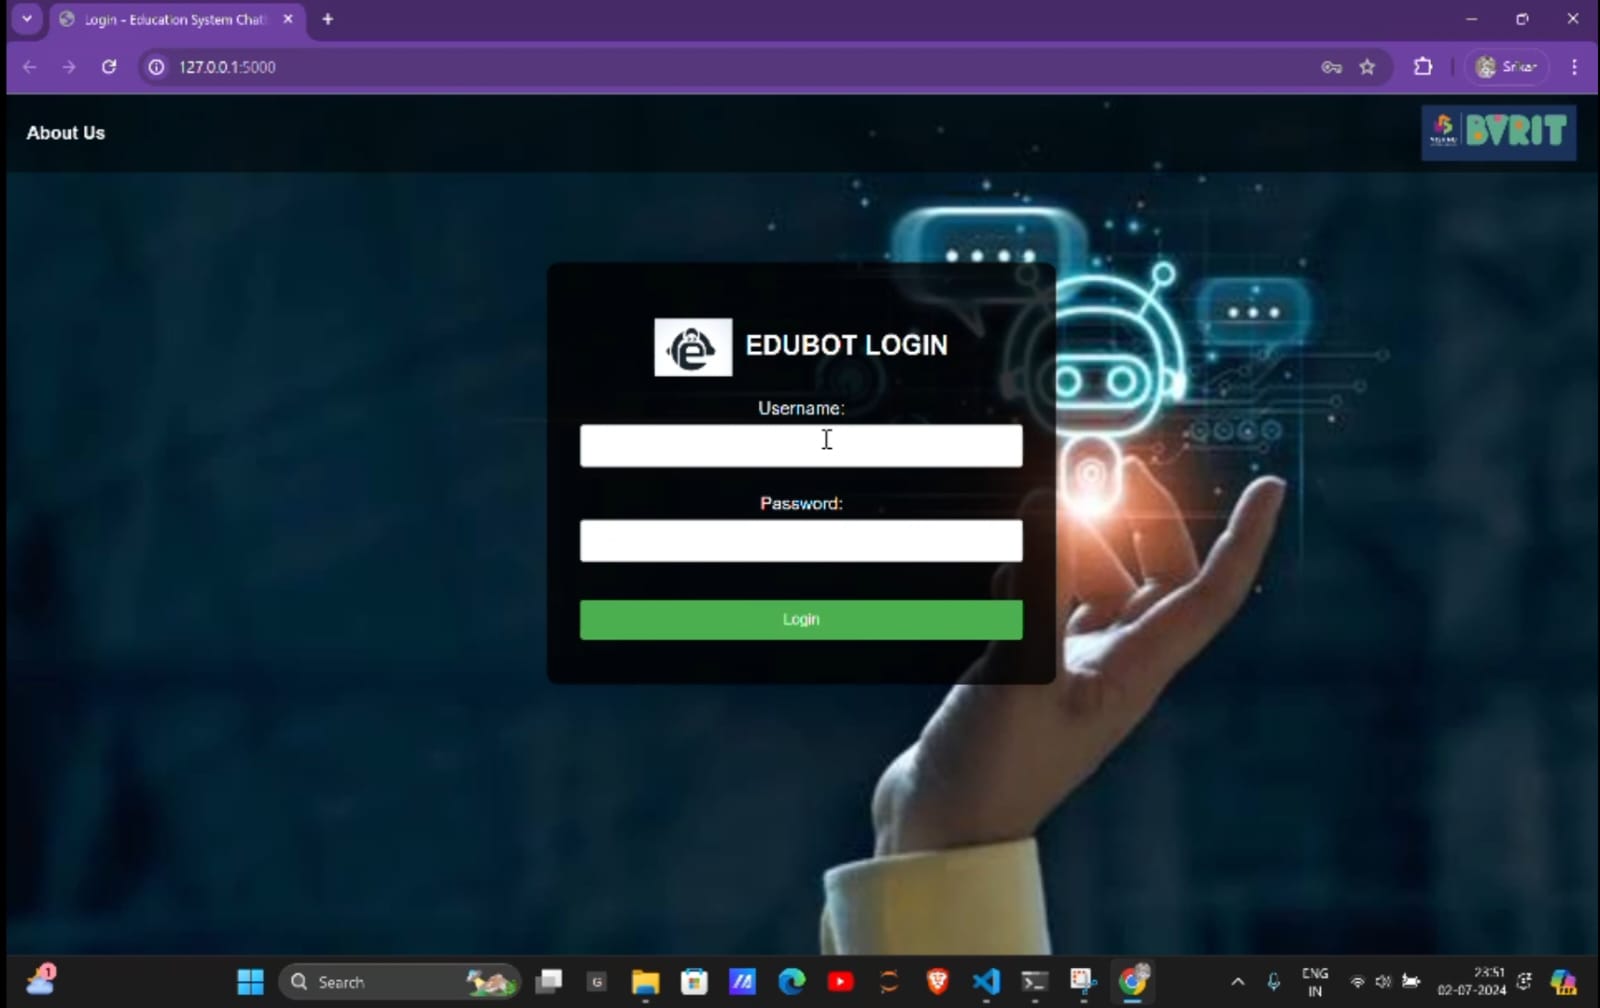 Login - Education System Chat
127.0.0.1:5000
Srikar
About Us
BVRIT
EDUBOT LOGIN
Username:
Password:
Login
1
Search
G
ENG
IN
23:51
02-07-2024